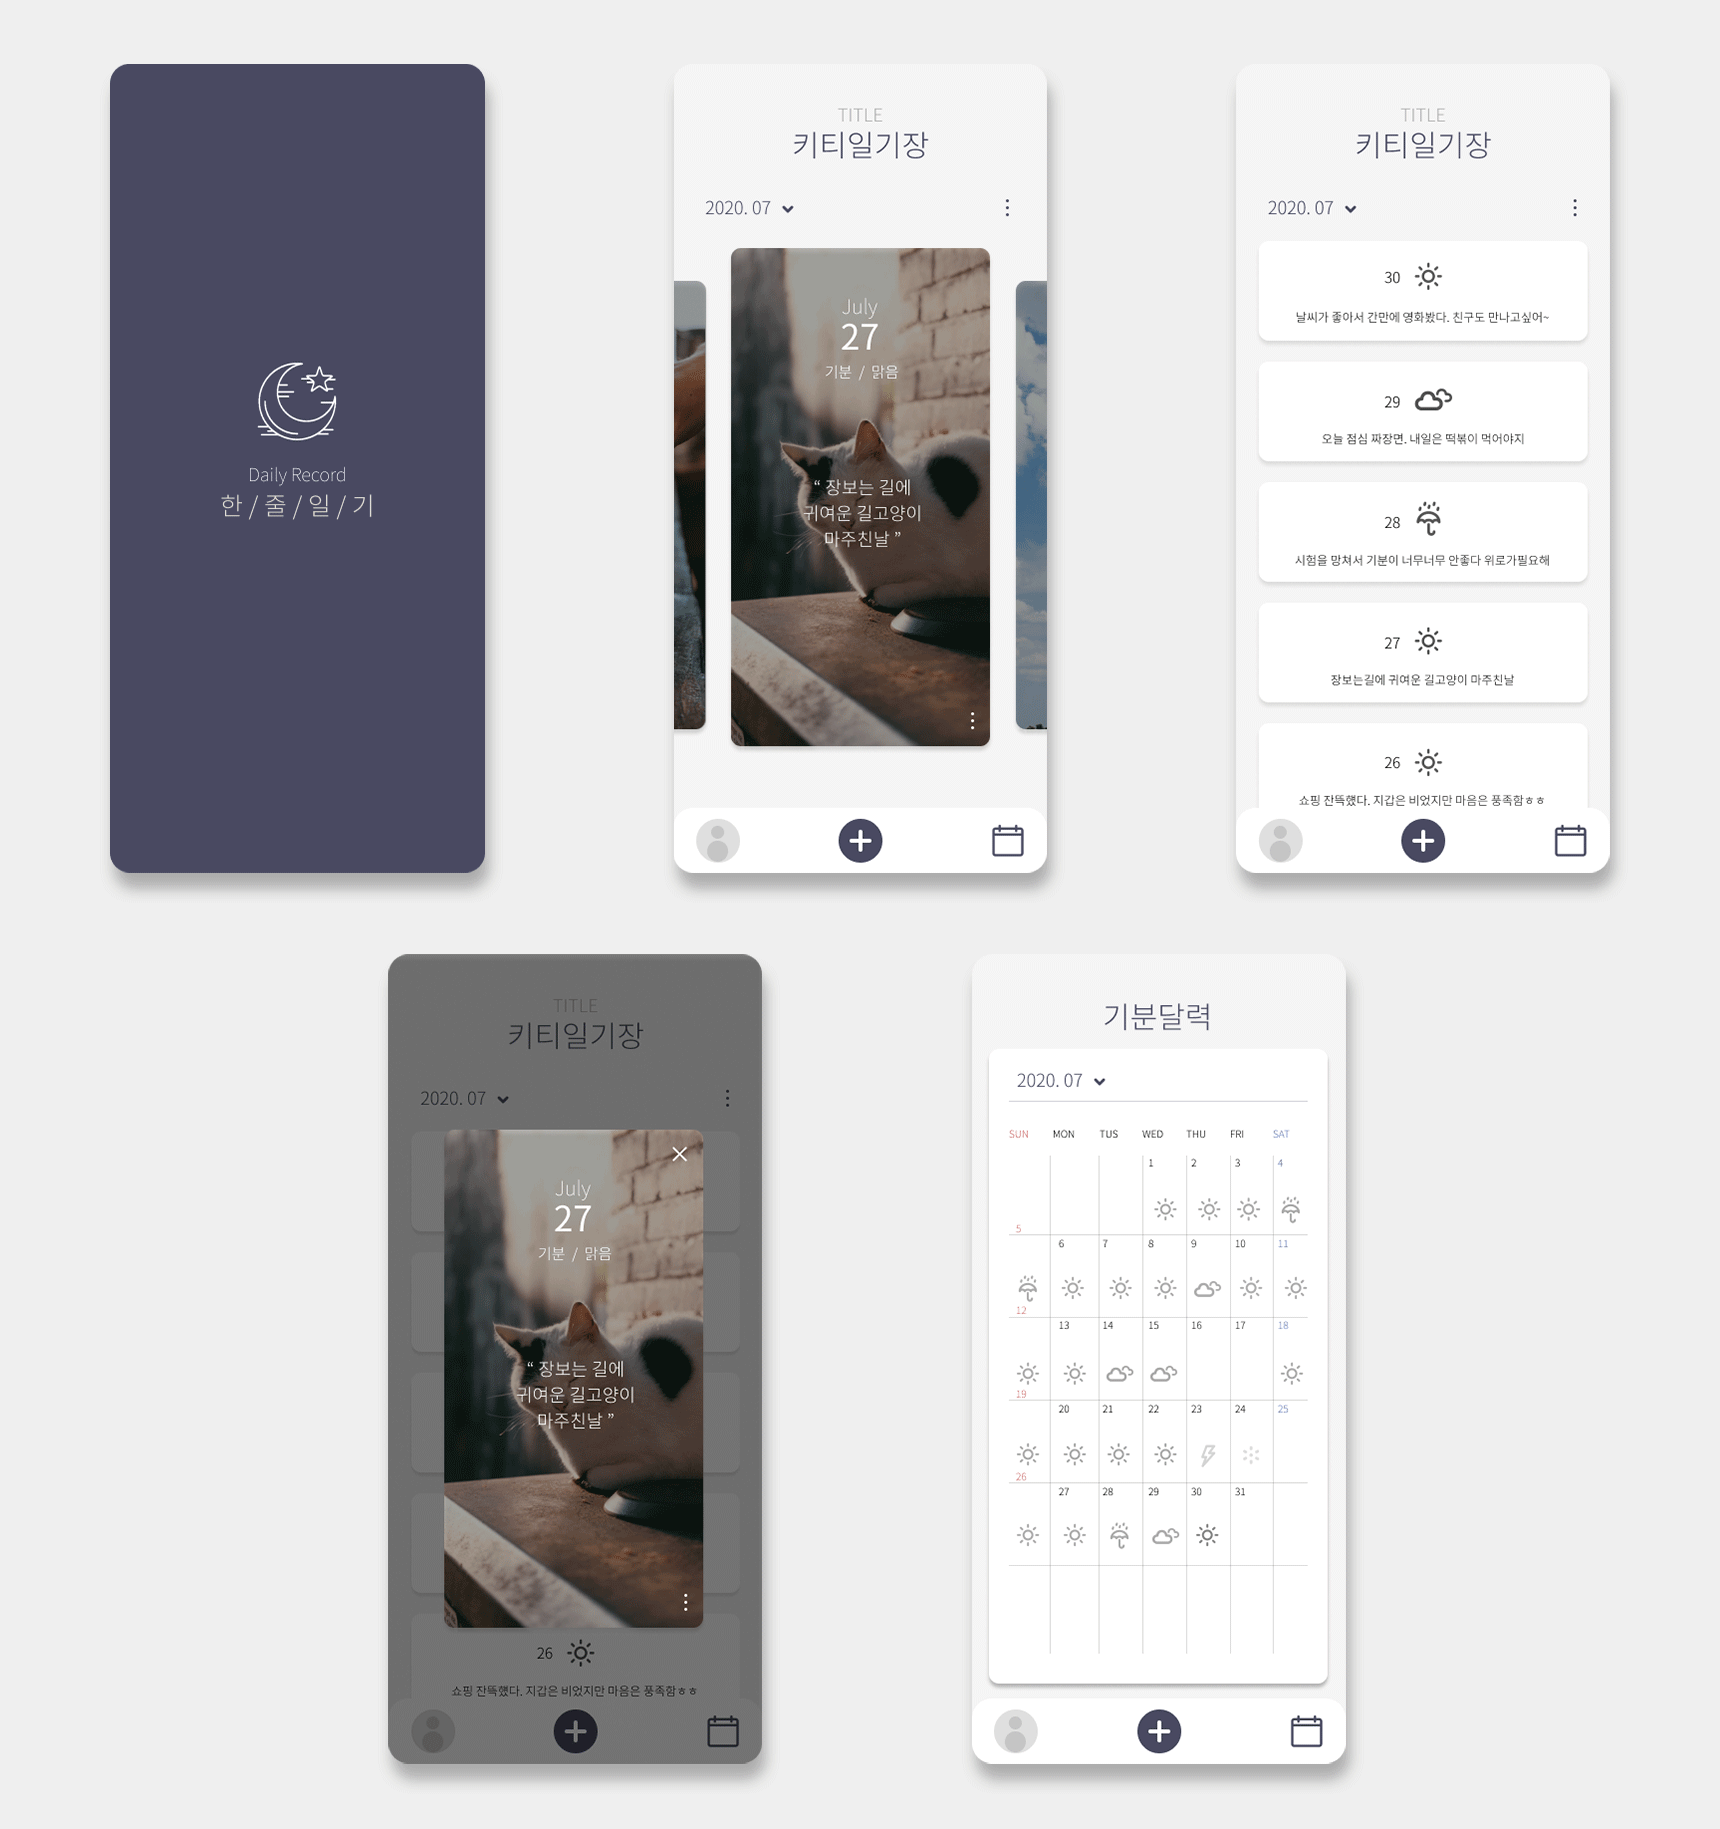 Daily Record
한 / 줄 / 일 / 기
TITLE
키티일기장
2020. 07
July
27
기분 / 맑음
“ 장보는 길에
귀여운 길고양이
마주친날 ”
TITLE
키티일기장
2020. 07
30
날씨가 좋아서 간만에 영화봤다. 친구도 만나고싶어~
29
오늘 점심 짜장면. 내일은 떡볶이 먹어야지
28
시험을 망쳐서 기분이 너무너무 안좋다 위로가필요해
27
장보는길에 귀여운 길고양이 마주친날
26
쇼핑 잔뜩했다. 지갑은 비었지만 마음은 풍족함ㅎㅎ
TITLE
키티일기장
2020. 07
July
27
기분 / 맑음
“ 장보는 길에
귀여운 길고양이
마주친날 ”
26
쇼핑 잔뜩했다. 지갑은 비었지만 마음은 풍족함ㅎㅎ
기분달력
2020. 07
SUN MON TUS WED THU FRI SAT
1 2 3 4
5
6 7 8 9 10 11
12
13 14 15 16 17 18
19
20 21 22 23 24 25
26
27 28 29 30 31